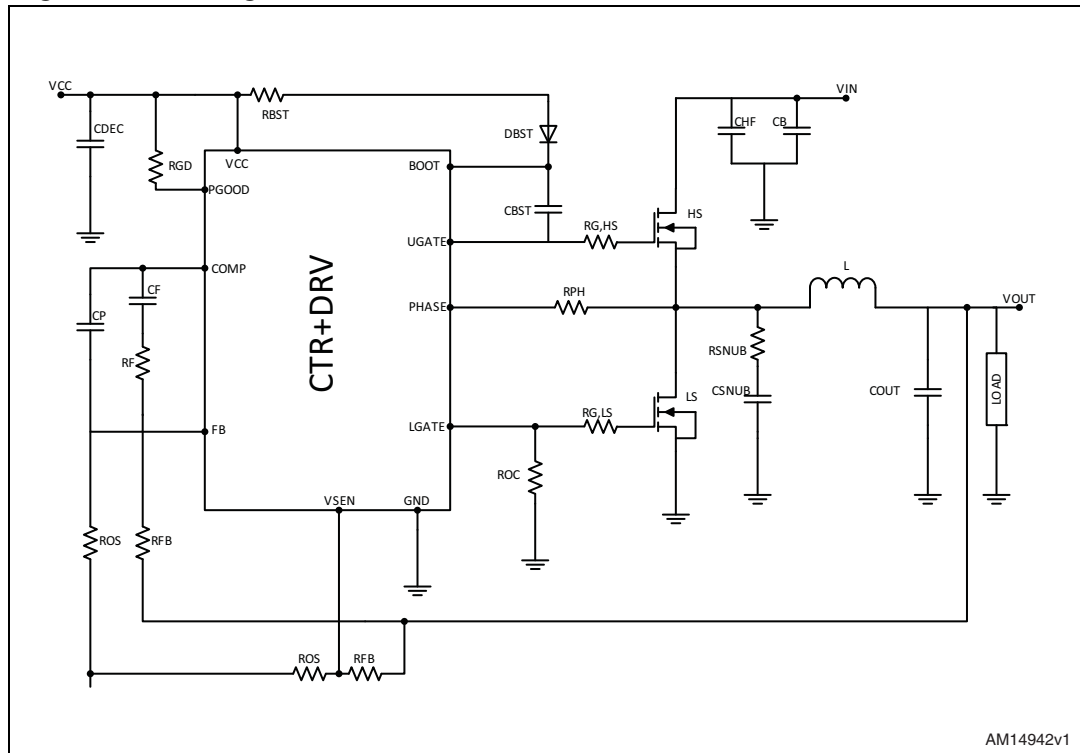 VCC
VIN
RBST
CDEC
DBST
CHF
CB
RGD
VCC
BOOT
PGOOD
CBST
HS
RG,HS
UGATE
COMP
L
CF
RPH
VOUT
PHASE
CP
CTR+DRV
RSNUB
RF
LOAD
COUT
CSNUB
LS
RG,LS
LGATE
FB
ROC
VSEN
GND
ROS
RFB
ROS
RFB
AM14942v1